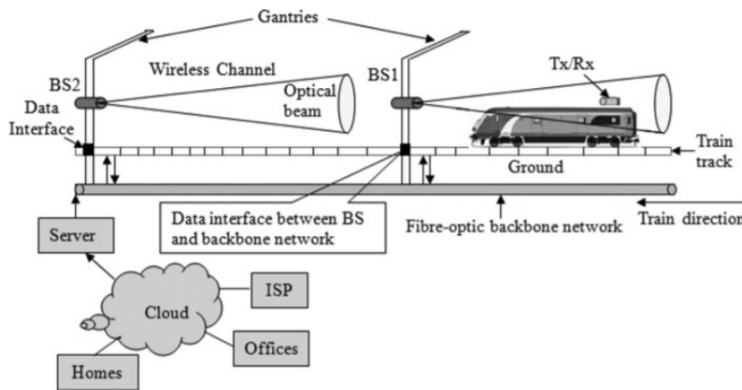 Gantries
BS2
Wireless Channel
BS1
Tx/Rx
Optical
beam
Data
Interface
Train
track
Ground
Data interface between BS
and backbone network
Fibre-optic backbone network
Train direction
Server
Cloud
ISP
Offices
Homes